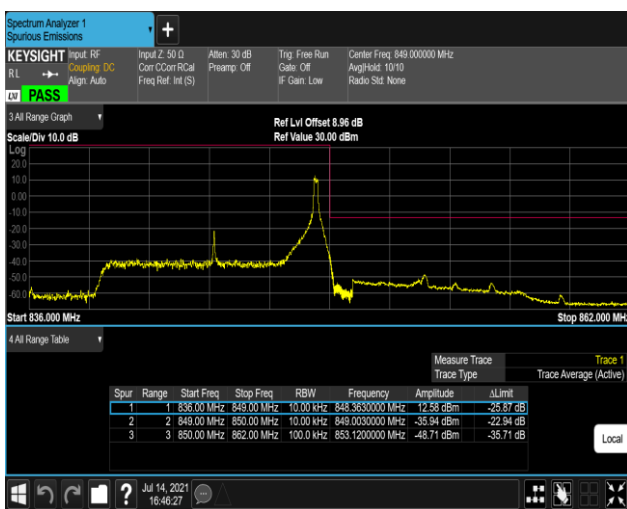 Spectrum Analyzer 1
Spurious Emissions
KEYSIGHT Input: RF Input Z: 50 Ω Atten: 30 dB Trig: Free Run Center Freq: 849.000000 MHz
RL Coupling: DC Corr CCorr RCal Preamp: Off Gate: Off Avg|Hold: 10/10
Align: Auto Freq Ref: Int (S) IF Gain: Low Radio Std: None
LXI PASS
3 All Range Graph
Ref Lvl Offset 8.96 dB
Scale/Div 10.0 dB Ref Value 30.00 dBm
Log
20.0
10.0
0.00
-10.0
-20.0
-30.0
-40.0
-50.0
-60.0
Start 836.000 MHz Stop 862.000 MHz
4 All Range Table
Measure Trace Trace 1
Trace Type Trace Average (Active)
Spur Range Start Freq Stop Freq RBW Frequency Amplitude ΔLimit
1 1 836.00 MHz 849.00 MHz 10.00 kHz 848.3630000 MHz 12.58 dBm -25.87 dB
2 2 849.00 MHz 850.00 MHz 10.00 kHz 849.0030000 MHz -35.94 dBm -22.94 dB
3 3 850.00 MHz 862.00 MHz 100.0 kHz 853.1200000 MHz -48.71 dBm -35.71 dB
Local
? Jul 14, 2021
16:46:27